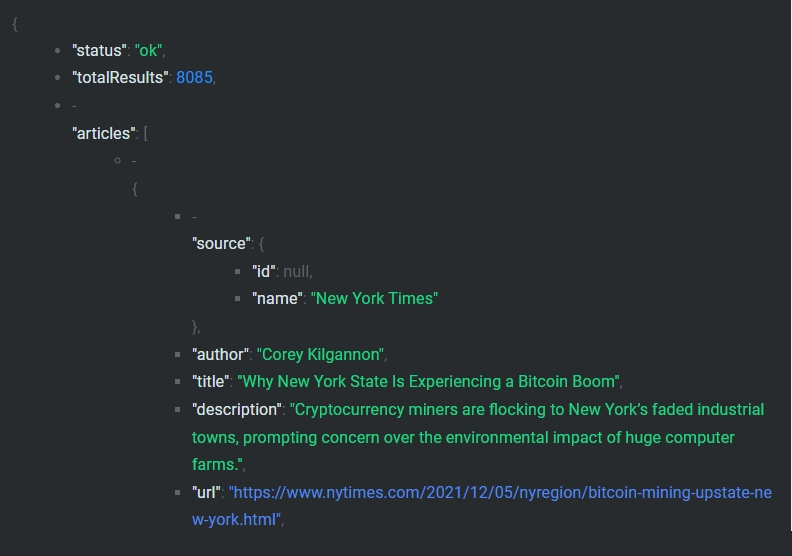 {
"status": "ok",
"totalResults": 8085,
-
"articles": [
-
{
-
"source": {
"id": null,
"name": "New York Times"
},
"author": "Corey Kilgannon",
"title": "Why New York State Is Experiencing a Bitcoin Boom",
"description": "Cryptocurrency miners are flocking to New York’s faded industrial
towns, prompting concern over the environmental impact of huge computer
farms.",
"url": "https://www.nytimes.com/2021/12/05/nyregion/bitcoin-mining-upstate-ne
w-york.html",